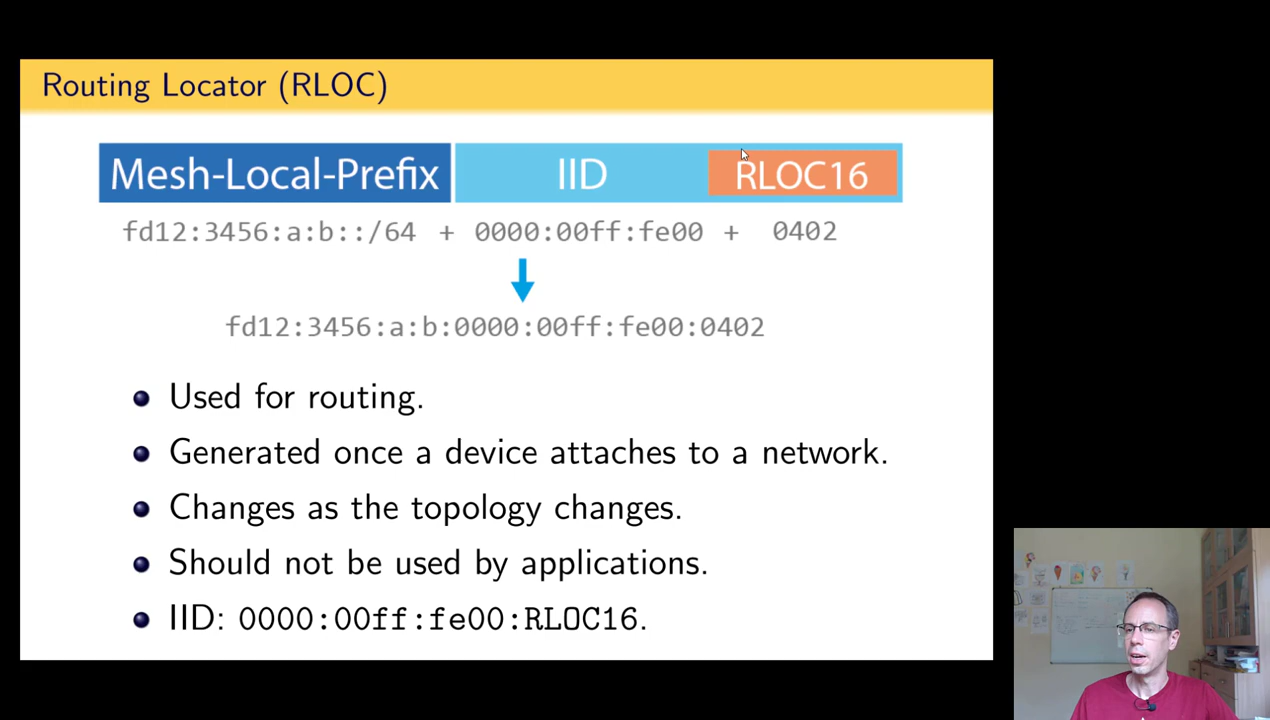 Routing Locator (RLOC)
Mesh-Local-Prefix IID RLOC16
fd12:3456:a:b::/64 + 0000:00ff:fe00 + 0402
fd12:3456:a:b:0000:00ff:fe00:0402
Used for routing.
Generated once a device attaches to a network.
Changes as the topology changes.
Should not be used by applications.
IID: 0000:00ff:fe00:RLOC16.